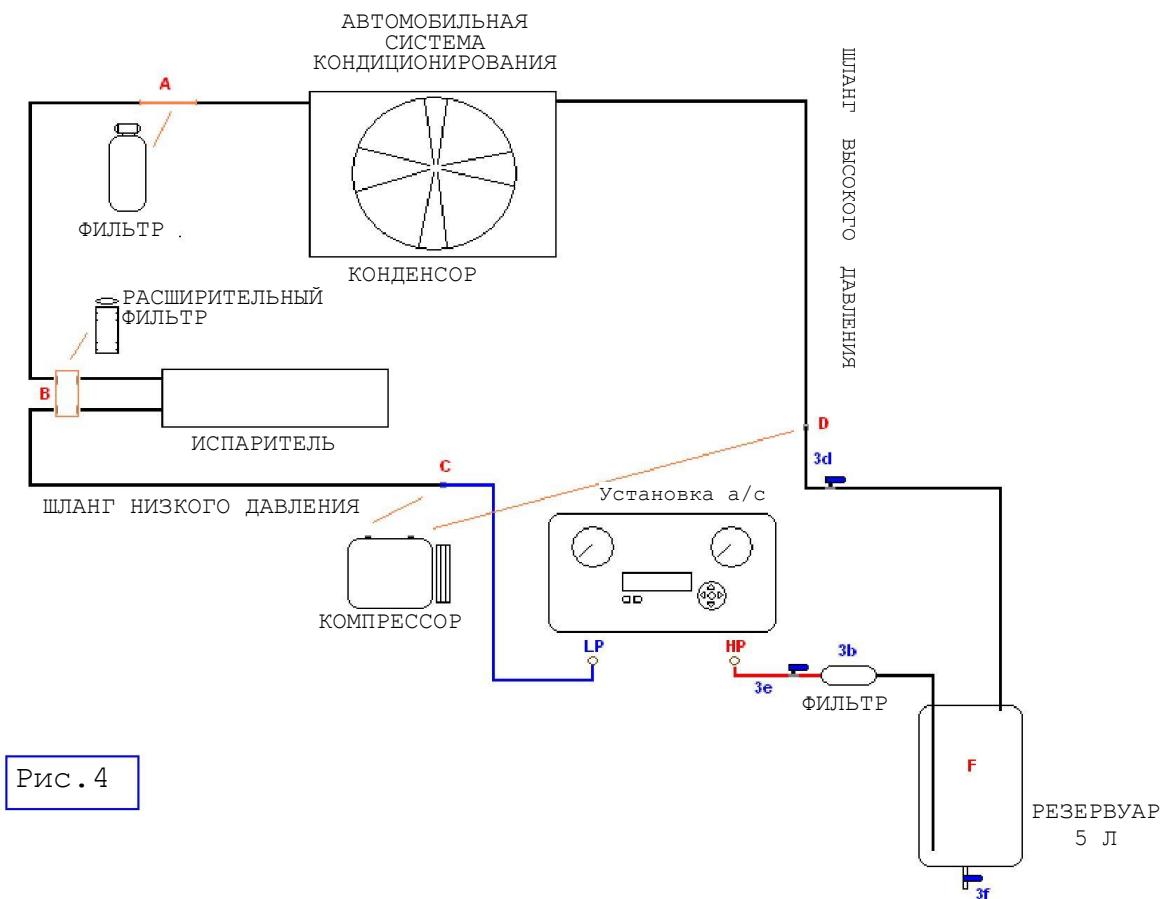 АВТОМОБИЛЬНАЯ
СИСТЕМА
КОНДИЦИОНИРОВАНИЯ
A
ШЛАНГ ВЫСОКОГО ДАВЛЕНИЯ
ФИЛЬТР .
КОНДЕНСОР
РАСШИРИТЕЛЬНЫЙ
ФИЛЬТР
B
ИСПАРИТЕЛЬ
D
C
3d
ШЛАНГ НИЗКОГО ДАВЛЕНИЯ
Установка а/с
КОМПРЕССОР
LP
HP
3b
3e
ФИЛЬТР
F
Рис.4
РЕЗЕРВУАР
5 Л
3f